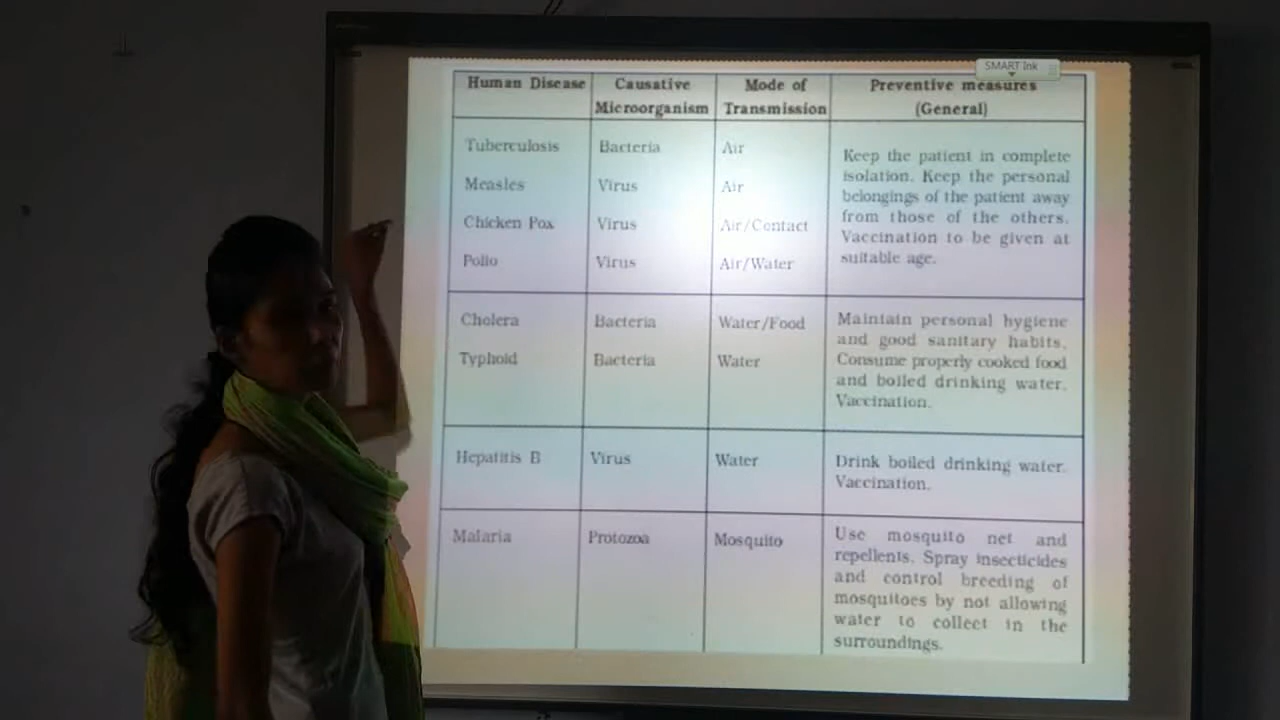 SMART Ink
Human Disease
Causative
Microorganism
Mode of
Transmission
Preventive measures
(General)
Tuberculosis
Bacteria
Air
Measles
Virus
Air
Chicken Pox
Virus
Air/Contact
Polio
Virus
Air/Water
Keep the patient in complete
isolation. Keep the personal
belongings of the patient away
from those of the others.
Vaccination to be given at
suitable age.
Cholera
Bacteria
Water/Food
Typhoid
Bacteria
Water
Maintain personal hygiene
and good sanitary habits.
Consume properly cooked food
and boiled drinking water.
Vaccination.
Hepatitis B
Virus
Water
Drink boiled drinking water.
Vaccination.
Malaria
Protozoa
Mosquito
Use mosquito net and
repellents. Spray insecticides
and control breeding of
mosquitoes by not allowing
water to collect in the
surroundings.